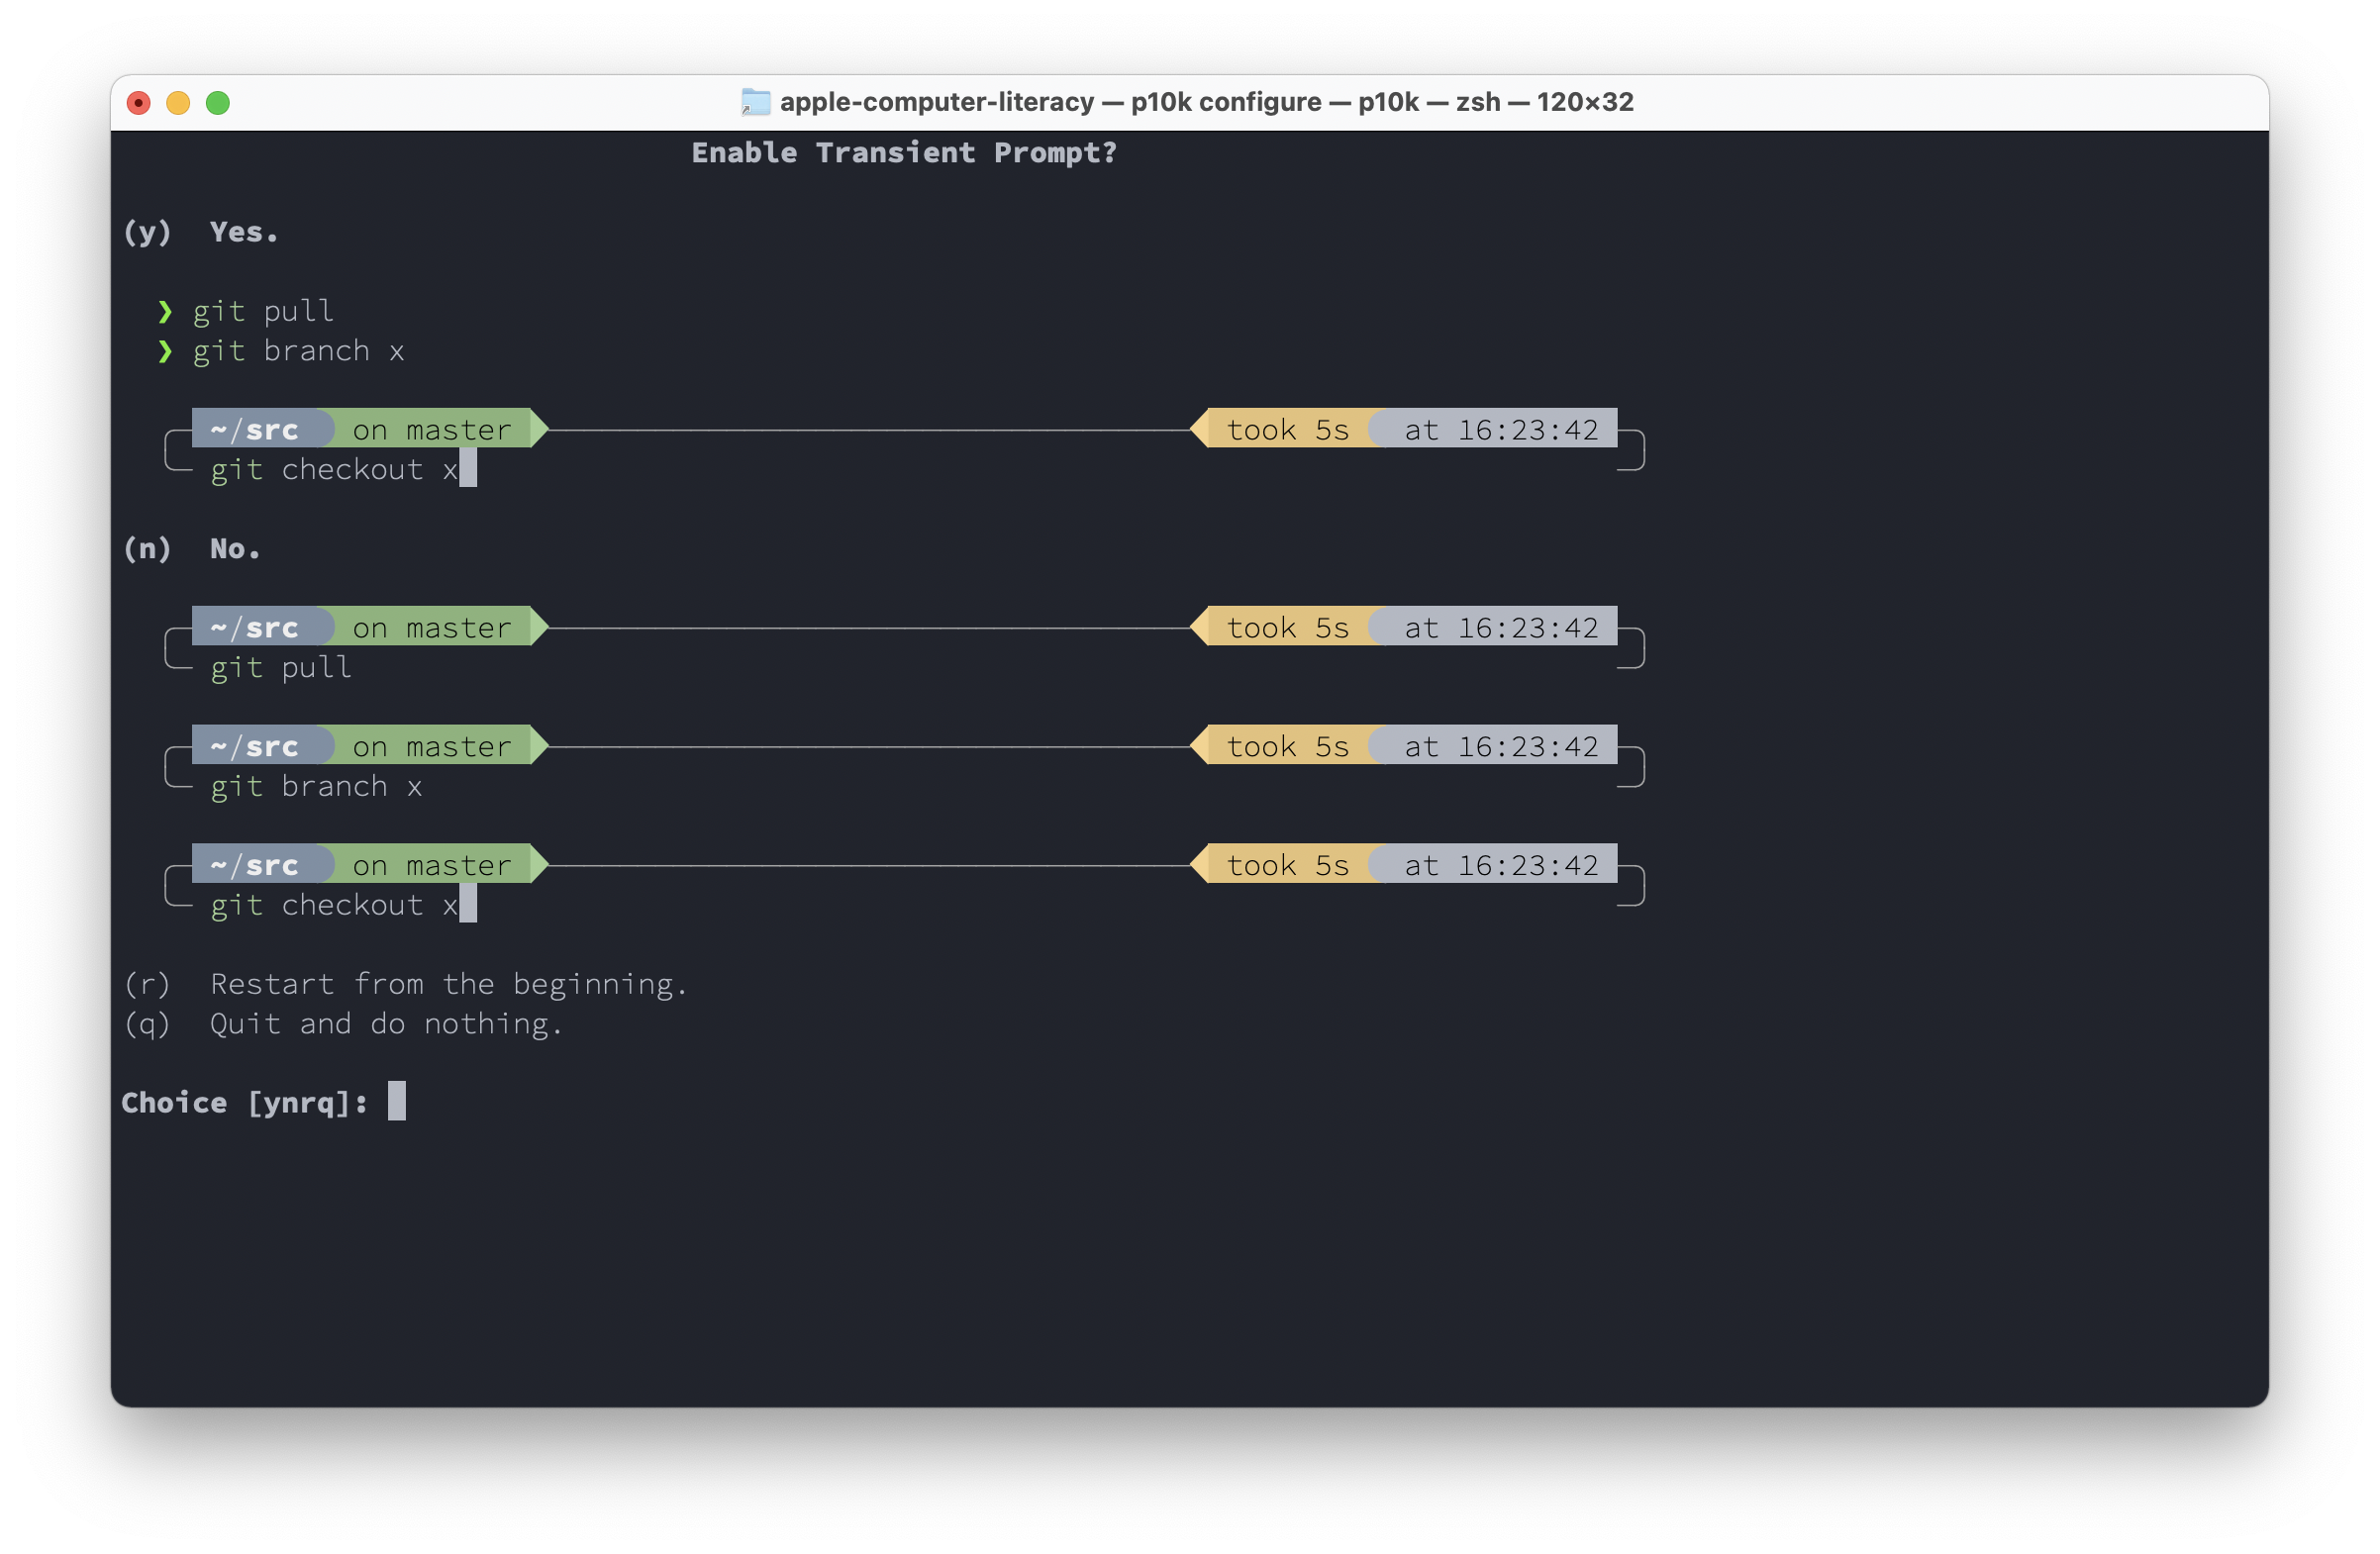 apple-computer-literacy — p10k configure — p10k — zsh — 120×32
Enable Transient Prompt?
(y)  Yes.
❯ git pull
❯ git branch x
~/src on master took 5s at 16:23:42
git checkout x
(n)  No.
~/src on master took 5s at 16:23:42
git pull
~/src on master took 5s at 16:23:42
git branch x
~/src on master took 5s at 16:23:42
git checkout x
(r)  Restart from the beginning.
(q)  Quit and do nothing.
Choice [ynrq]: